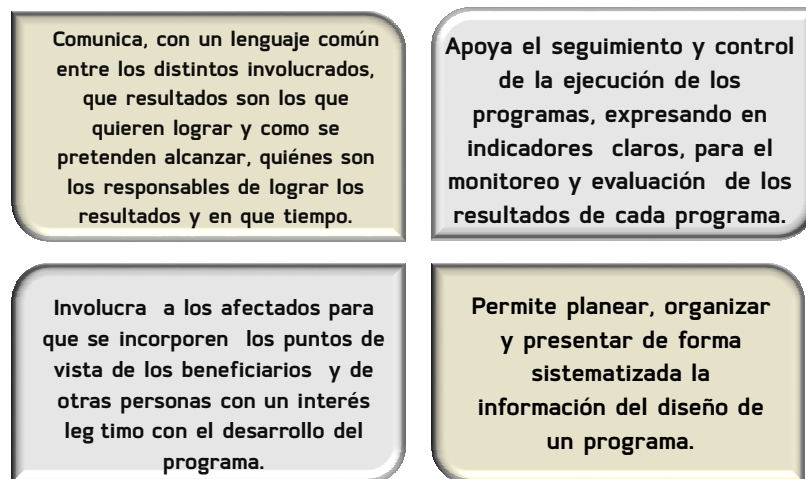 Comunica, con un lenguaje común
entre los distintos involucrados,
que resultados son los que
quieren lograr y como se
pretenden alcanzar, quiénes son
los responsables de lograr los
resultados y en que tiempo.
Apoya el seguimiento y control
de la ejecución de los
programas, expresando en
indicadores claros, para el
monitoreo y evaluación de los
resultados de cada programa.
Involucra a los afectados para
que se incorporen los puntos de
vista de los beneficiarios y de
otras personas con un interés
leg timo con el desarrollo del
programa.
Permite planear, organizar
y presentar de forma
sistematizada la
información del diseño de
un programa.